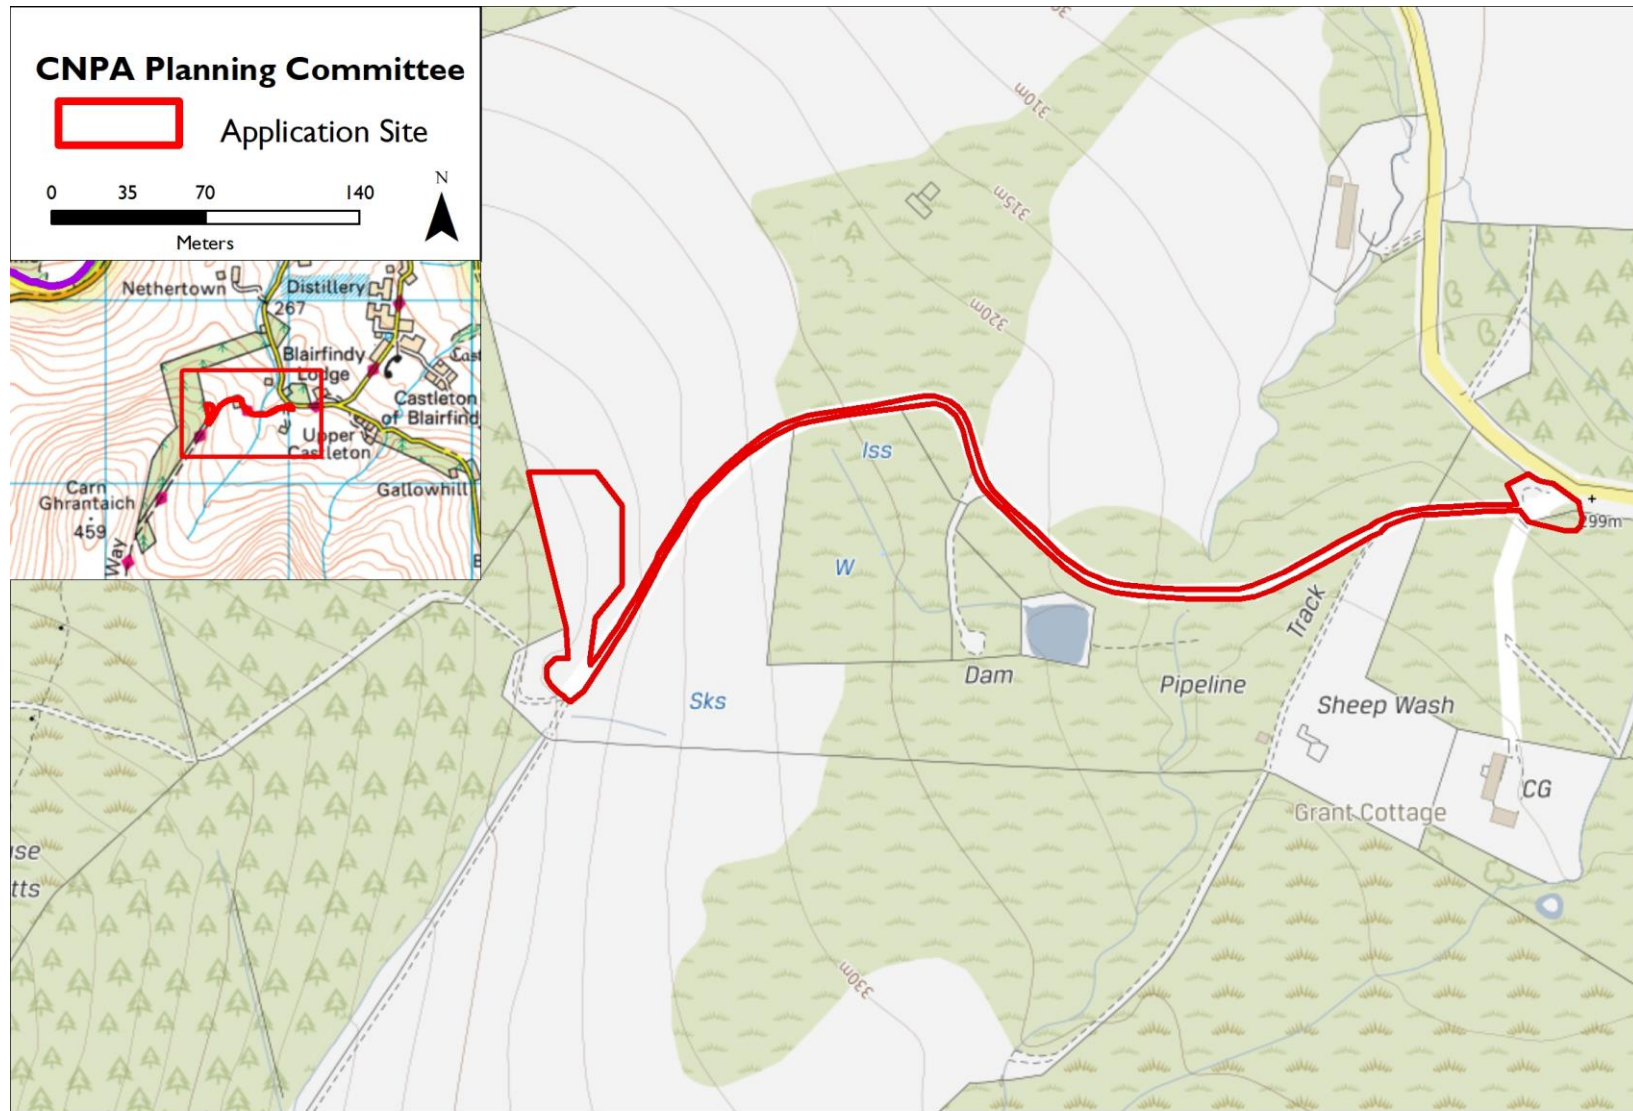 CNPA Planning Committee
Application Site
0 35 70 140
Meters
N
Nethertown
Distillery
267
Blairfindy
Lodge
Castleton
of Blairfind
Upper
Castleton
Gallowhill
Carn
Ghrantaich
459
Way
310m
315m
320m
Iss
W
Sks
Dam
Pipeline
Track
Sheep Wash
299m
CG
Grant Cottage
330m
use
tts